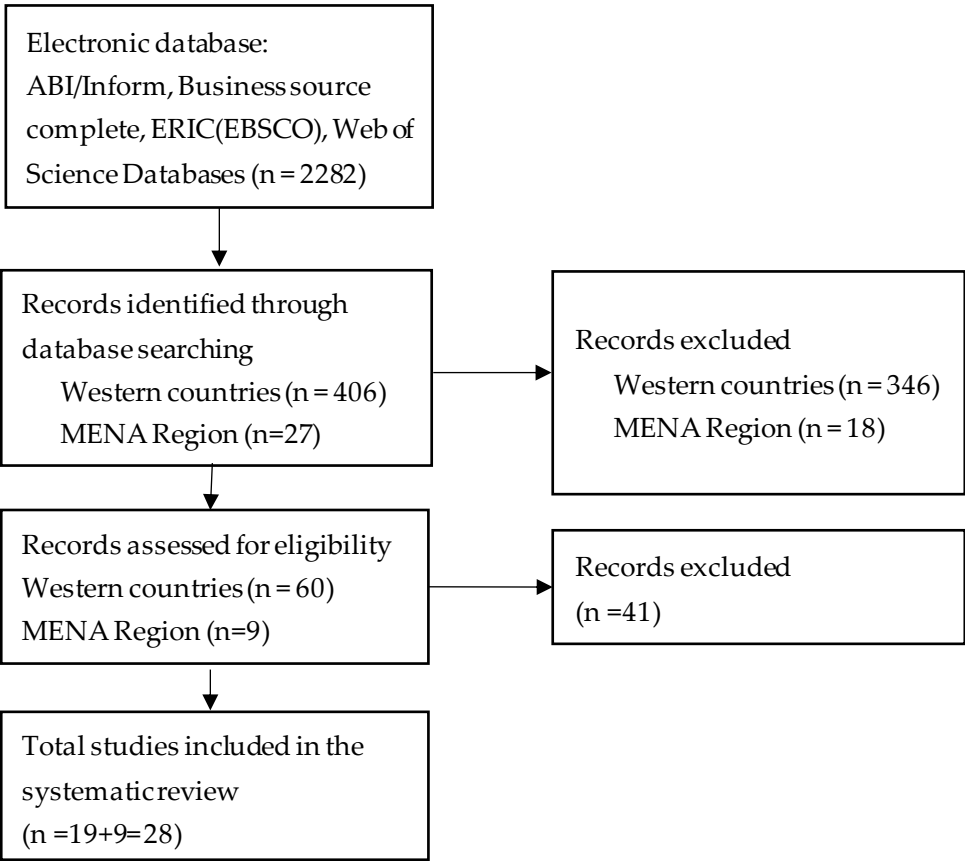 Electronic database:
ABI/Inform, Business source
complete, ERIC(EBSCO), Web of
Science Databases (n = 2282)
Records identified through
database searching
Western countries (n = 406)
MENA Region (n=27)
Records excluded
Western countries (n = 346)
MENA Region (n = 18)
Records assessed for eligibility
Western countries (n = 60)
MENA Region (n=9)
Records excluded
(n =41)
Total studies included in the
systematic review
(n =19+9=28)